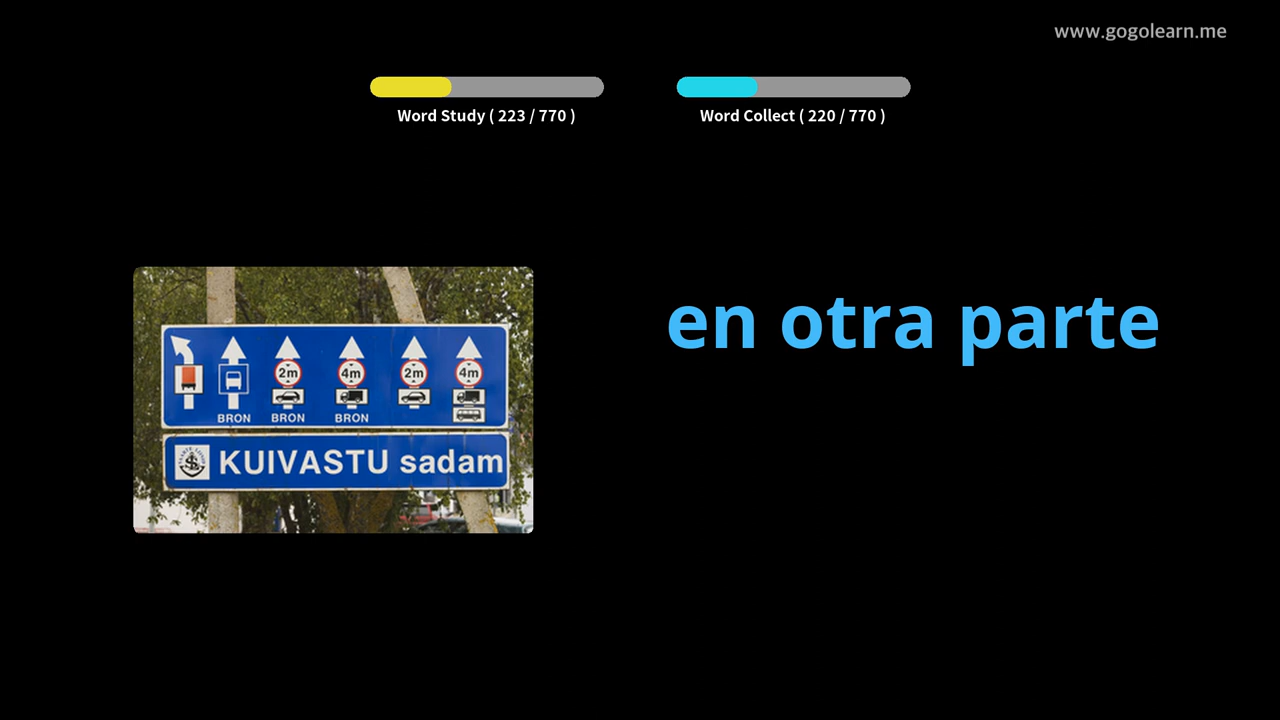 www.gogolearn.me
Word Study ( 223 / 770 )
Word Collect ( 220 / 770 )
en otra parte
2m 4m 2m 4m
BRON BRON BRON
KUIVASTU sadam